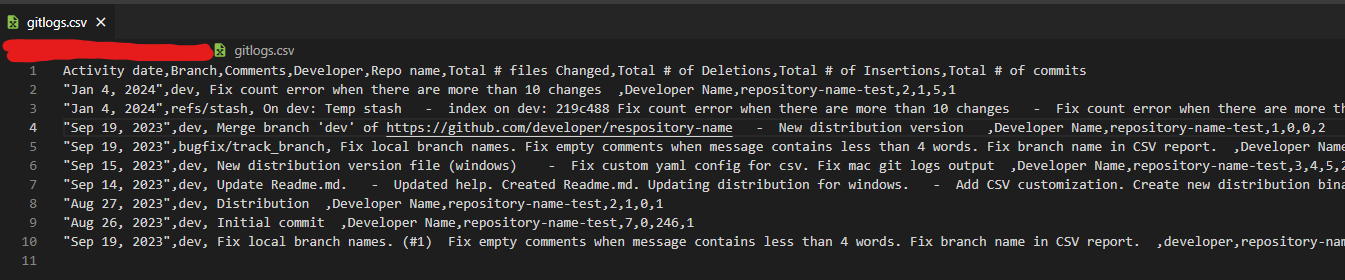 gitlogs.csv
gitlogs.csv
1 Activity date,Branch,Comments,Developer,Repo name,Total # files Changed,Total # of Deletions,Total # of Insertions,Total # of commits
2 "Jan 4, 2024",dev, Fix count error when there are more than 10 changes  ,Developer Name,repository-name-test,2,1,5,1
3 "Jan 4, 2024",refs/stash, On dev: Temp stash  -  index on dev: 219c488 Fix count error when there are more than 10 changes  -  Fix count error when there are more th
4 "Sep 19, 2023",dev, Merge branch 'dev' of https://github.com/developer/respository-name  -  New distribution version  ,Developer Name,repository-name-test,1,0,0,2
5 "Sep 19, 2023",bugfix/track_branch, Fix local branch names. Fix empty comments when message contains less than 4 words. Fix branch name in CSV report.  ,Developer Name
6 "Sep 15, 2023",dev, New distribution version file (windows)  -  Fix custom yaml config for csv. Fix mac git logs output  ,Developer Name,repository-name-test,3,4,5,2
7 "Sep 14, 2023",dev, Update Readme.md.  -  Updated help. Created Readme.md. Updating distribution for windows.  -  Add CSV customization. Create new distribution bina
8 "Aug 27, 2023",dev, Distribution  ,Developer Name,repository-name-test,2,1,0,1
9 "Aug 26, 2023",dev, Initial commit  ,Developer Name,repository-name-test,7,0,246,1
10 "Sep 19, 2023",dev, Fix local branch names. (#1)  Fix empty comments when message contains less than 4 words. Fix branch name in CSV report.  ,developer,repository-nam
11